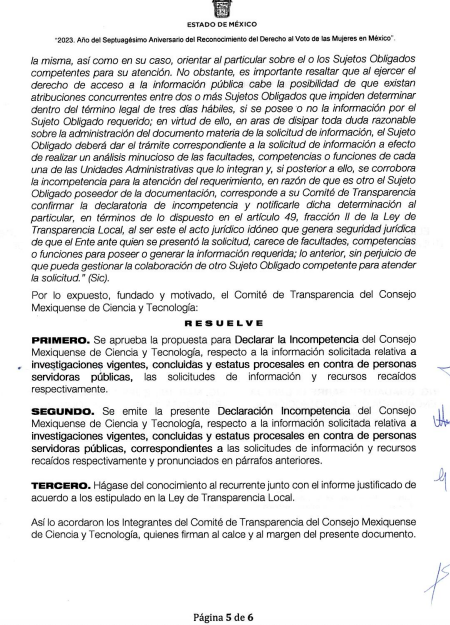 ESTADO DE MÉXICO
"2023. Año del Septuagésimo Aniversario del Reconocimiento del Derecho al Voto de las Mujeres en México".
la misma, así como en su caso, orientar al particular sobre el o los Sujetos Obligados
competentes para su atención. No obstante, es importante resaltar que al ejercer el
derecho de acceso a la información pública cabe la posibilidad de que existan
atribuciones concurrentes entre dos o más Sujetos Obligados que impiden determinar
dentro del término legal de tres días hábiles, si se posee o no la información por el
Sujeto Obligado requerido; en virtud de ello, en aras de disipar toda duda razonable
sobre la administración del documento materia de la solicitud de información, el Sujeto
Obligado deberá dar el trámite correspondiente a la solicitud de información a efecto
de realizar un análisis minucioso de las facultades, competencias o funciones de cada
una de las Unidades Administrativas que lo integran y, si posterior a ello, se corrobora
la incompetencia para la atención del requerimiento, en razón de que es otro el Sujeto
Obligado poseedor de la documentación, corresponde a su Comité de Transparencia
confirmar la declaratoria de incompetencia y notificarle dicha determinación al
particular, en términos de lo dispuesto en el artículo 49, fracción II de la Ley de
Transparencia Local, al ser este el acto jurídico idóneo que genera seguridad jurídica
de que el Ente ante quien se presentó la solicitud, carece de facultades, competencias
o funciones para poseer o generar la información requerida; lo anterior, sin perjuicio de
que pueda gestionar la colaboración de otro Sujeto Obligado competente para atender
la solicitud." (Sic).
Por lo expuesto, fundado y motivado, el Comité de Transparencia del Consejo
Mexiquense de Ciencia y Tecnología:
RESUELVE
PRIMERO. Se aprueba la propuesta para Declarar la Incompetencia del Consejo
Mexiquense de Ciencia y Tecnología, respecto a la información solicitada relativa a
investigaciones vigentes, concluidas y estatus procesales en contra de personas
servidoras públicas, las solicitudes de información y recursos recaídos
respectivamente.
SEGUNDO. Se emite la presente Declaración Incompetencia del Consejo
Mexiquense de Ciencia y Tecnología, respecto a la información solicitada relativa a
investigaciones vigentes, concluidas y estatus procesales en contra de personas
servidoras públicas, correspondientes a las solicitudes de información y recursos
recaídos respectivamente y pronunciados en párrafos anteriores.
TERCERO. Hágase del conocimiento al recurrente junto con el informe justificado de
acuerdo a los estipulado en la Ley de Transparencia Local.
Así lo acordaron los Integrantes del Comité de Transparencia del Consejo Mexiquense
de Ciencia y Tecnología, quienes firman al calce y al margen del presente documento.
Página 5 de 6